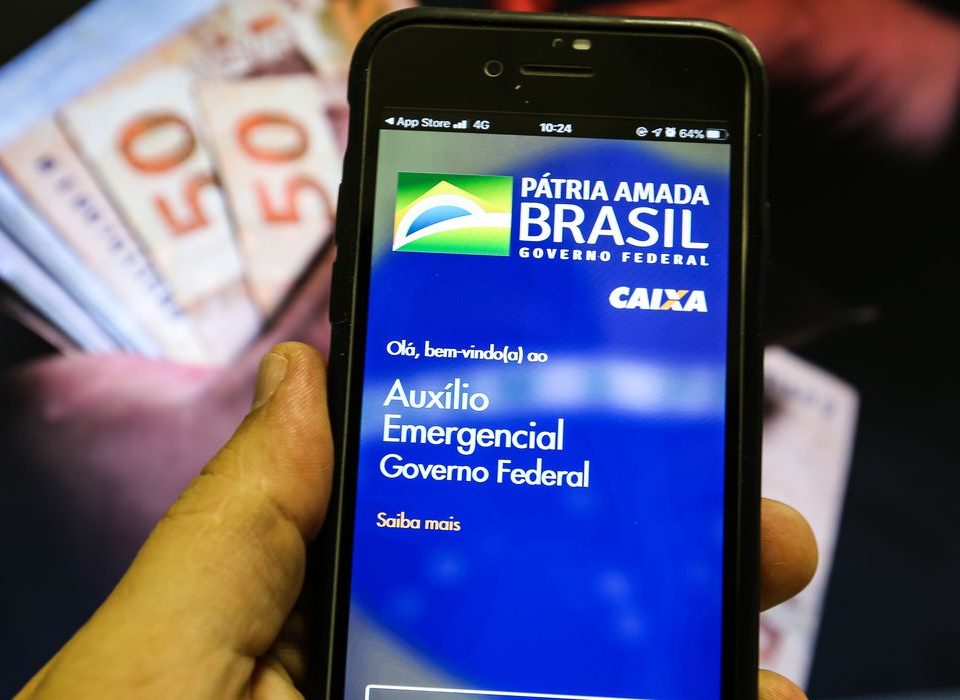 50
50
App Store 4G 10:24 64%
PÁTRIA AMADA
BRASIL
GOVERNO FEDERAL
CAIXA
Olá, bem-vindo(a) ao
Auxílio
Emergencial
Governo Federal
Saiba mais